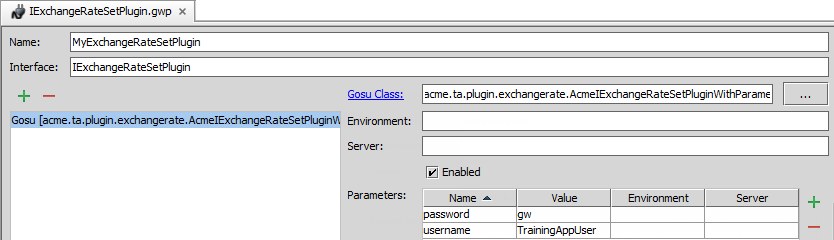 IExchangeRateSetPlugin.gwp ×
Name: MyExchangeRateSetPlugin
Interface: IExchangeRateSetPlugin
Gosu Class: acme.ta.plugin.exchangerate.AcmeIExchangeRateSetPluginWithParame ...
Gosu [acme.ta.plugin.exchangerate.AcmeIExchangeRateSetPluginW
Environment:
Server:
Enabled
Parameters:
Name Value Environment Server
password gw
username TrainingAppUser